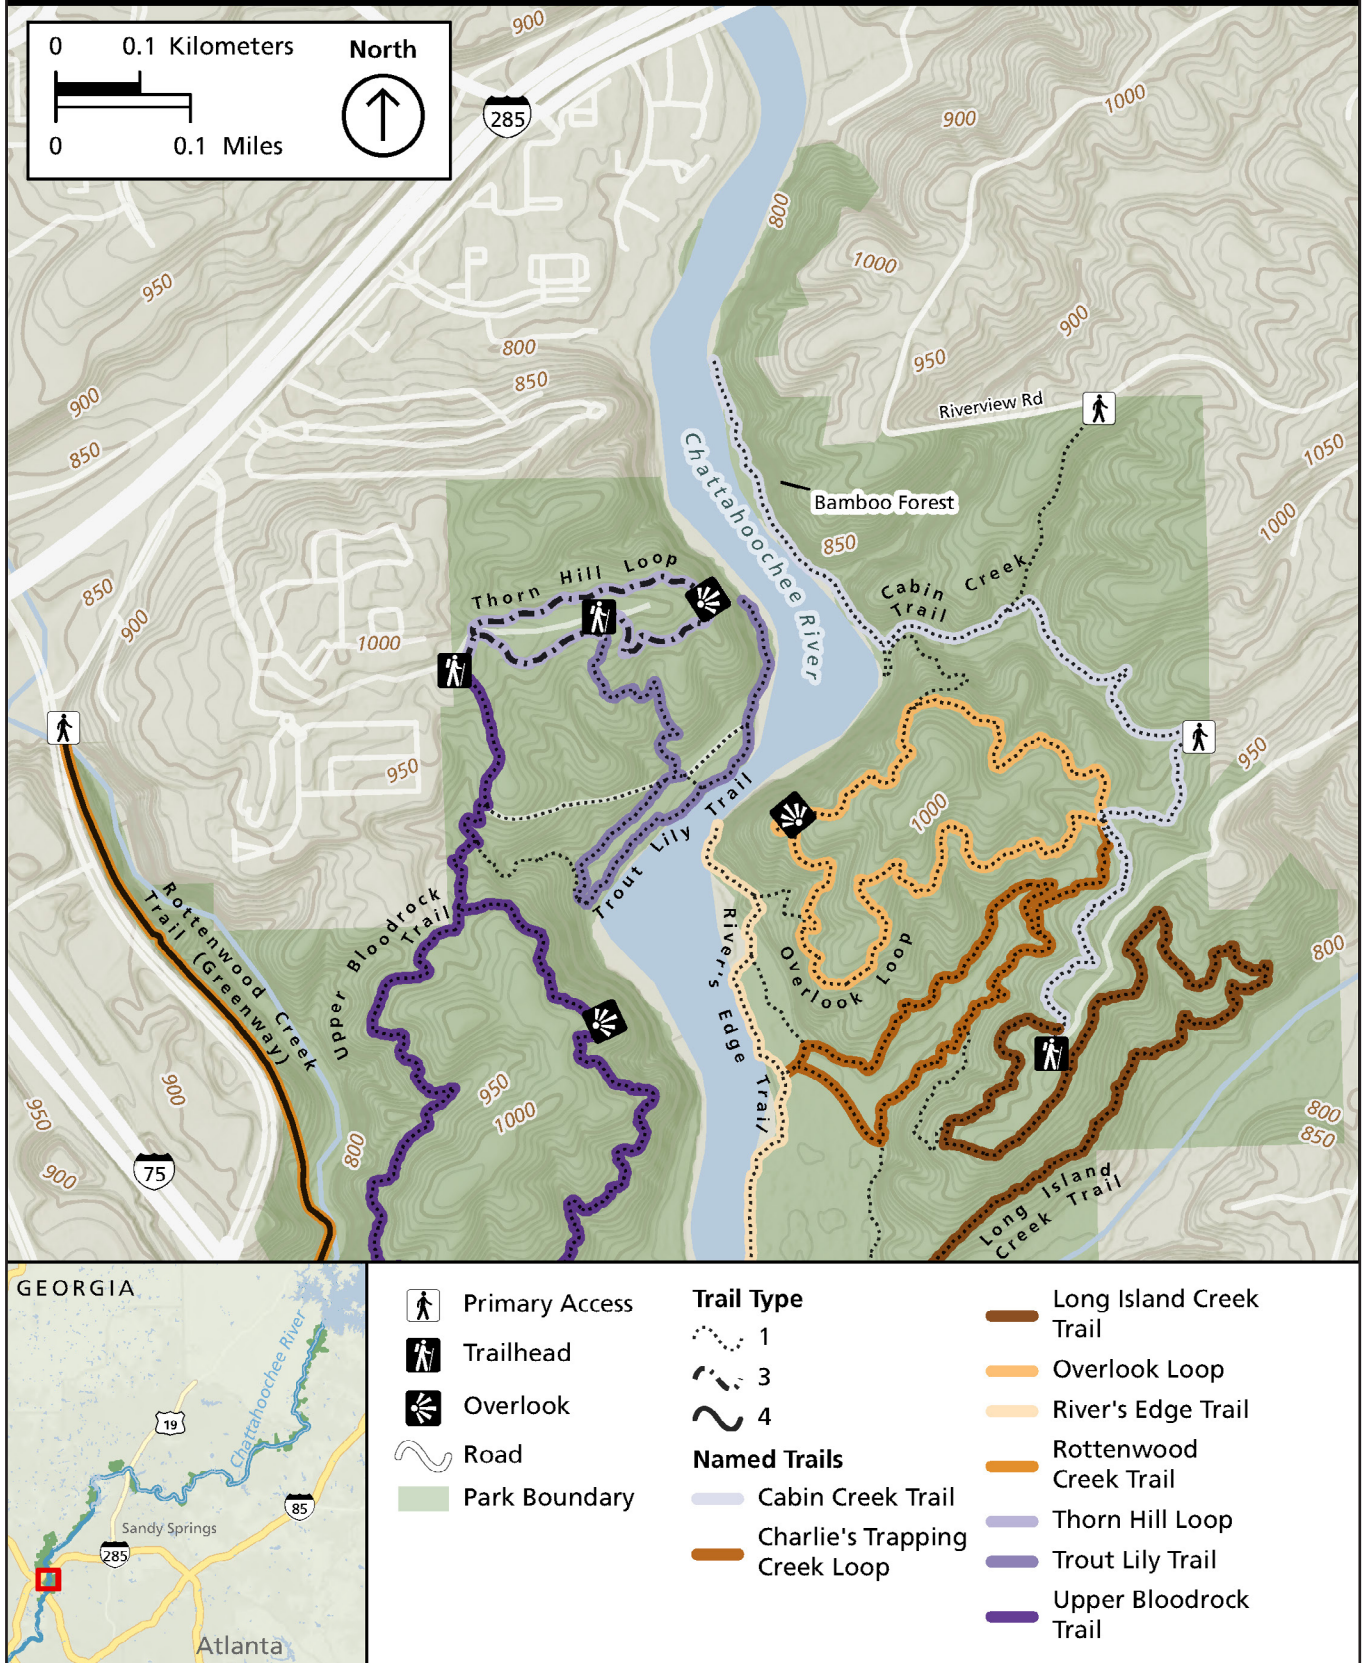 0 0.1 Kilometers
0 0.1 Miles
North
285
900
900
1000
800
1000
950
900
950
800
850
900
850
Riverview Rd
1050
1000
Chattahoochee River
Bamboo Forest
850
Cabin Creek
Trail
Thorn Hill Loop
850
900
1000
950
950
1000
Trout Lily Trail
Upper Bloodrock
Trail
Rottenwood Creek
Trail (Greenway)
River's Edge Trail/
Overlook Loop
800
950
1000
800
900
950
900
75
800
850
Long Island
Creek Trail
GEORGIA
Chattahoochee River
19
85
Sandy Springs
285
Atlanta
Primary Access
Trailhead
Overlook
Road
Park Boundary
Trail Type
1
3
4
Named Trails
Cabin Creek Trail
Charlie's Trapping
Creek Loop
Long Island Creek
Trail
Overlook Loop
River's Edge Trail
Rottenwood
Creek Trail
Thorn Hill Loop
Trout Lily Trail
Upper Bloodrock
Trail